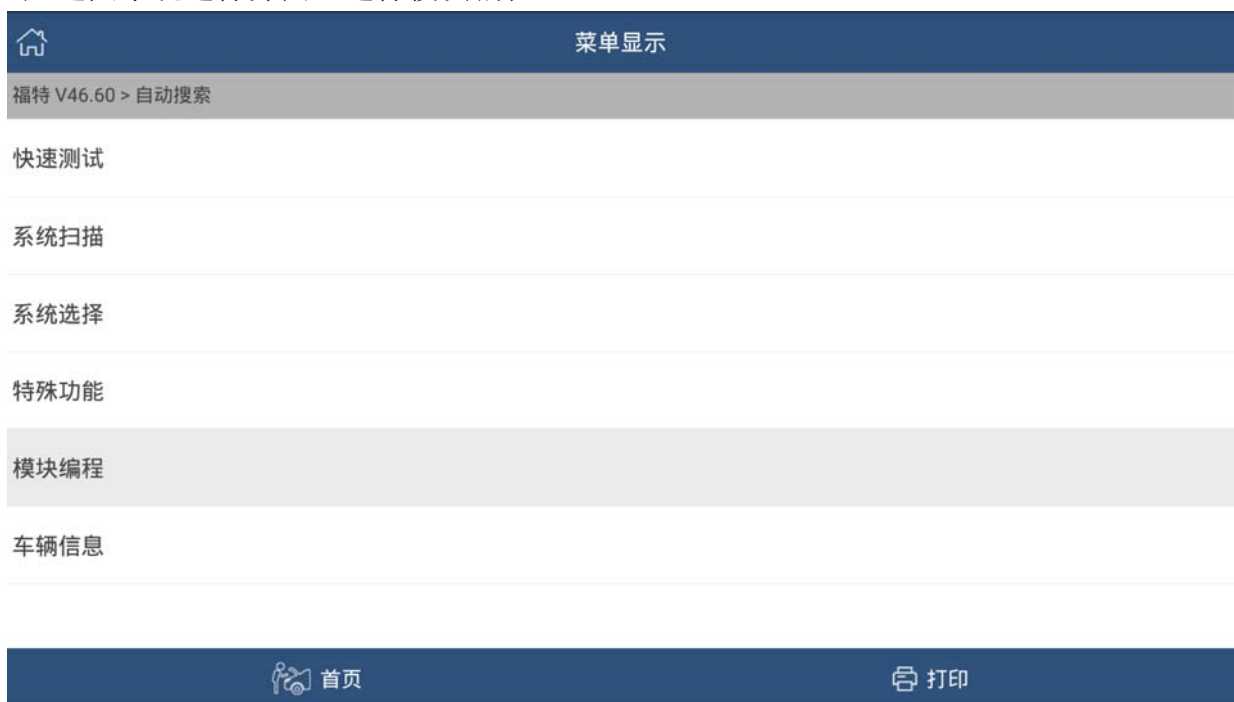 菜单显示
福特 V46.60 > 自动搜索
快速测试
系统扫描
系统选择
特殊功能
模块编程
车辆信息
首页 打印